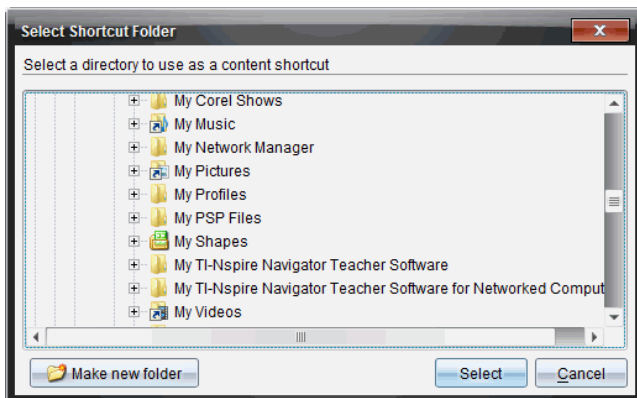 Select Shortcut Folder
Select a directory to use as a content shortcut
My Corel Shows
My Music
My Network Manager
My Pictures
My Profiles
My PSP Files
My Shapes
My TI-Nspire Navigator Teacher Software
My TI-Nspire Navigator Teacher Software for Networked Comput
My Videos
Make new folder
Select
Cancel